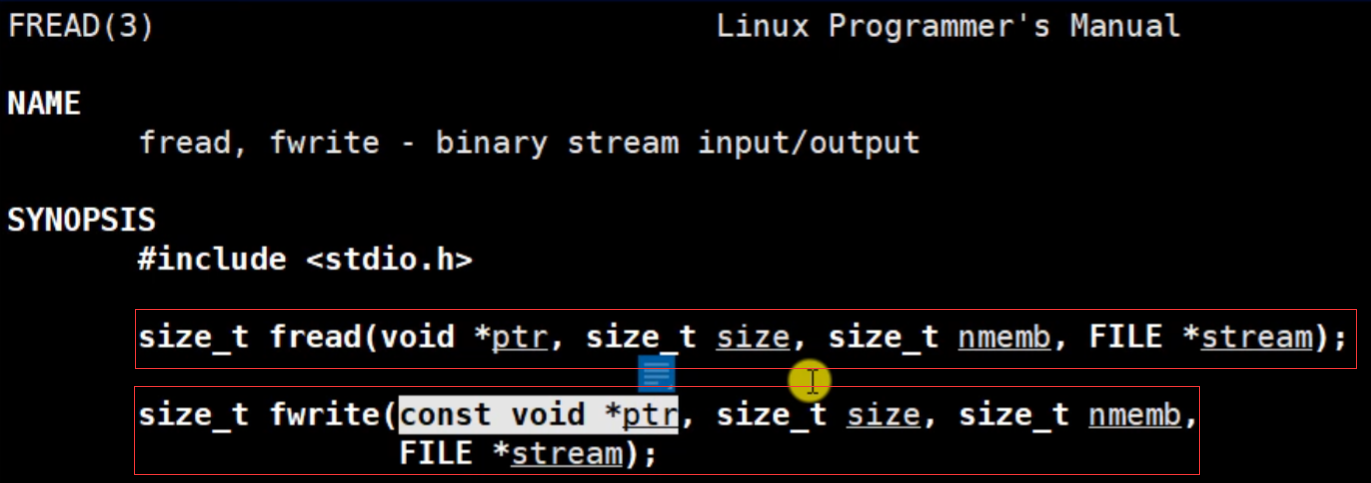 FREAD(3) Linux Programmer's Manual
NAME
fread, fwrite - binary stream input/output
SYNOPSIS
#include <stdio.h>
size_t fread(void *ptr, size_t size, size_t nmemb, FILE *stream);
size_t fwrite(const void *ptr, size_t size, size_t nmemb,
FILE *stream);